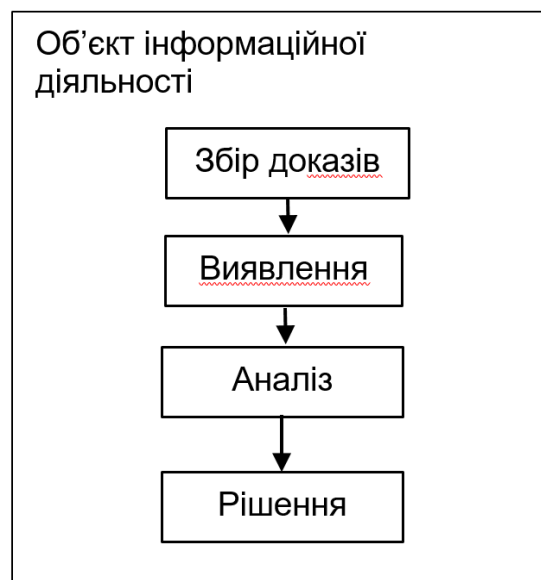 Об’єкт інформаційної
діяльності
Збір доказів
Виявлення
Аналіз
Рішення